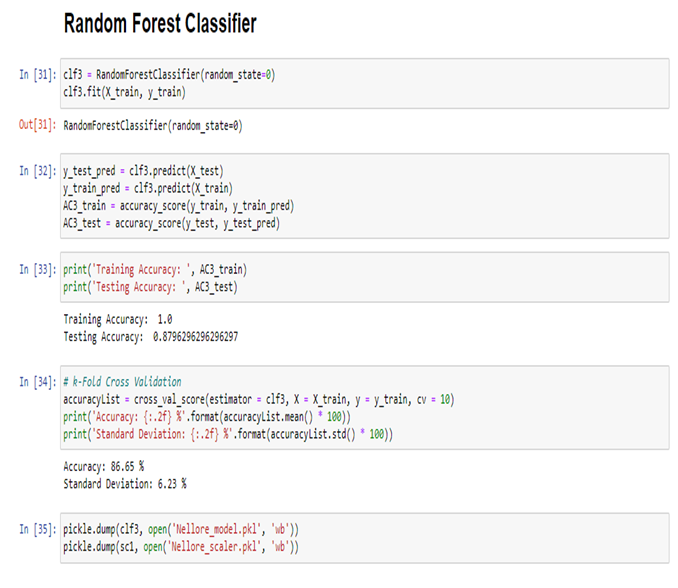 Random Forest Classifier
In [31]: clf3 = RandomForestClassifier(random_state=0)
clf3.fit(X_train, y_train)
Out[31]: RandomForestClassifier(random_state=0)
In [32]: y_test_pred = clf3.predict(X_test)
y_train_pred = clf3.predict(X_train)
AC3_train = accuracy_score(y_train, y_train_pred)
AC3_test = accuracy_score(y_test, y_test_pred)
In [33]: print('Training Accuracy: ', AC3_train)
print('Testing Accuracy: ', AC3_test)
Training Accuracy:  1.0
Testing Accuracy:  0.8796296296296297
In [34]: # k-Fold Cross Validation
accuracyList = cross_val_score(estimator = clf3, X = X_train, y = y_train, cv = 10)
print('Accuracy: {:.2f} %'.format(accuracyList.mean() * 100))
print('Standard Deviation: {:.2f} %'.format(accuracyList.std() * 100))
Accuracy: 86.65 %
Standard Deviation: 6.23 %
In [35]: pickle.dump(clf3, open('Nellore_model.pkl', 'wb'))
pickle.dump(sc1, open('Nellore_scaler.pkl', 'wb'))